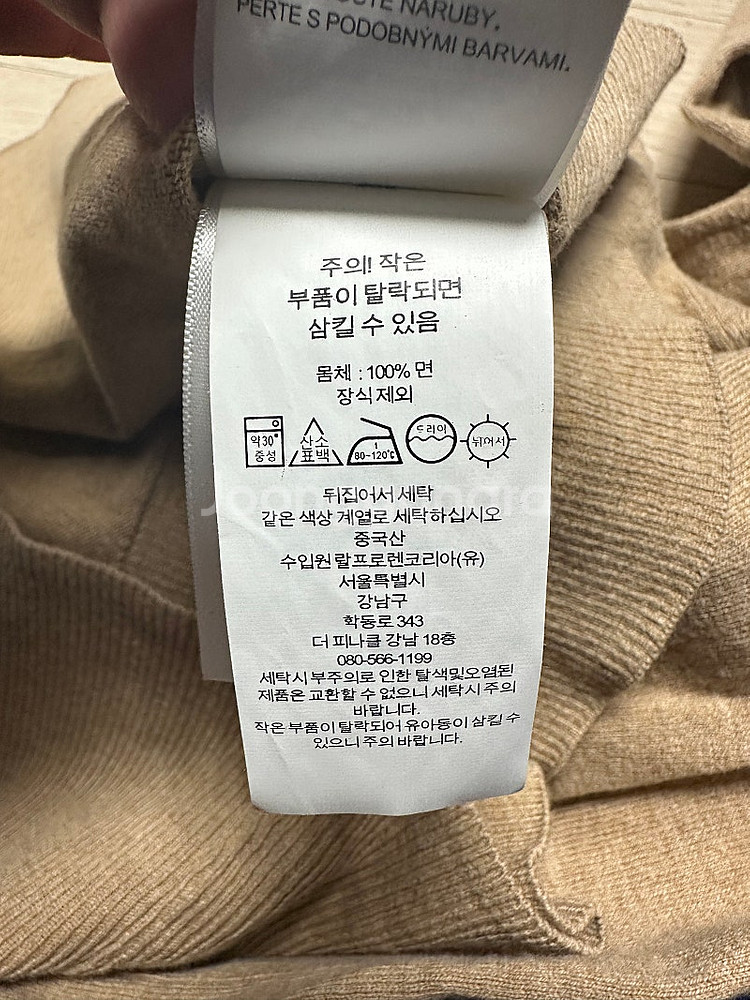 NARUBY.
PERTE S PODOBNÝMI BARVAMI.
주의! 작은
부품이 탈락되면
삼킬 수 있음
몸체 : 100% 면
장식 제외
약30° 중성
산소 표백
1 80~120℃
드라이
뉘어서
뒤집어서 세탁
같은 색상 계열로 세탁하십시오
중국산
수입원 랄프로렌코리아(유)
서울특별시
강남구
학동로 343
더 피나클 강남 18층
080-566-1199
세탁시 부주의로 인한 탈색및오염된
제품은 교환할 수 없으니 세탁시 주의
바랍니다.
작은 부품이 탈락되어 유아등이 삼킬 수
있으니 주의 바랍니다.